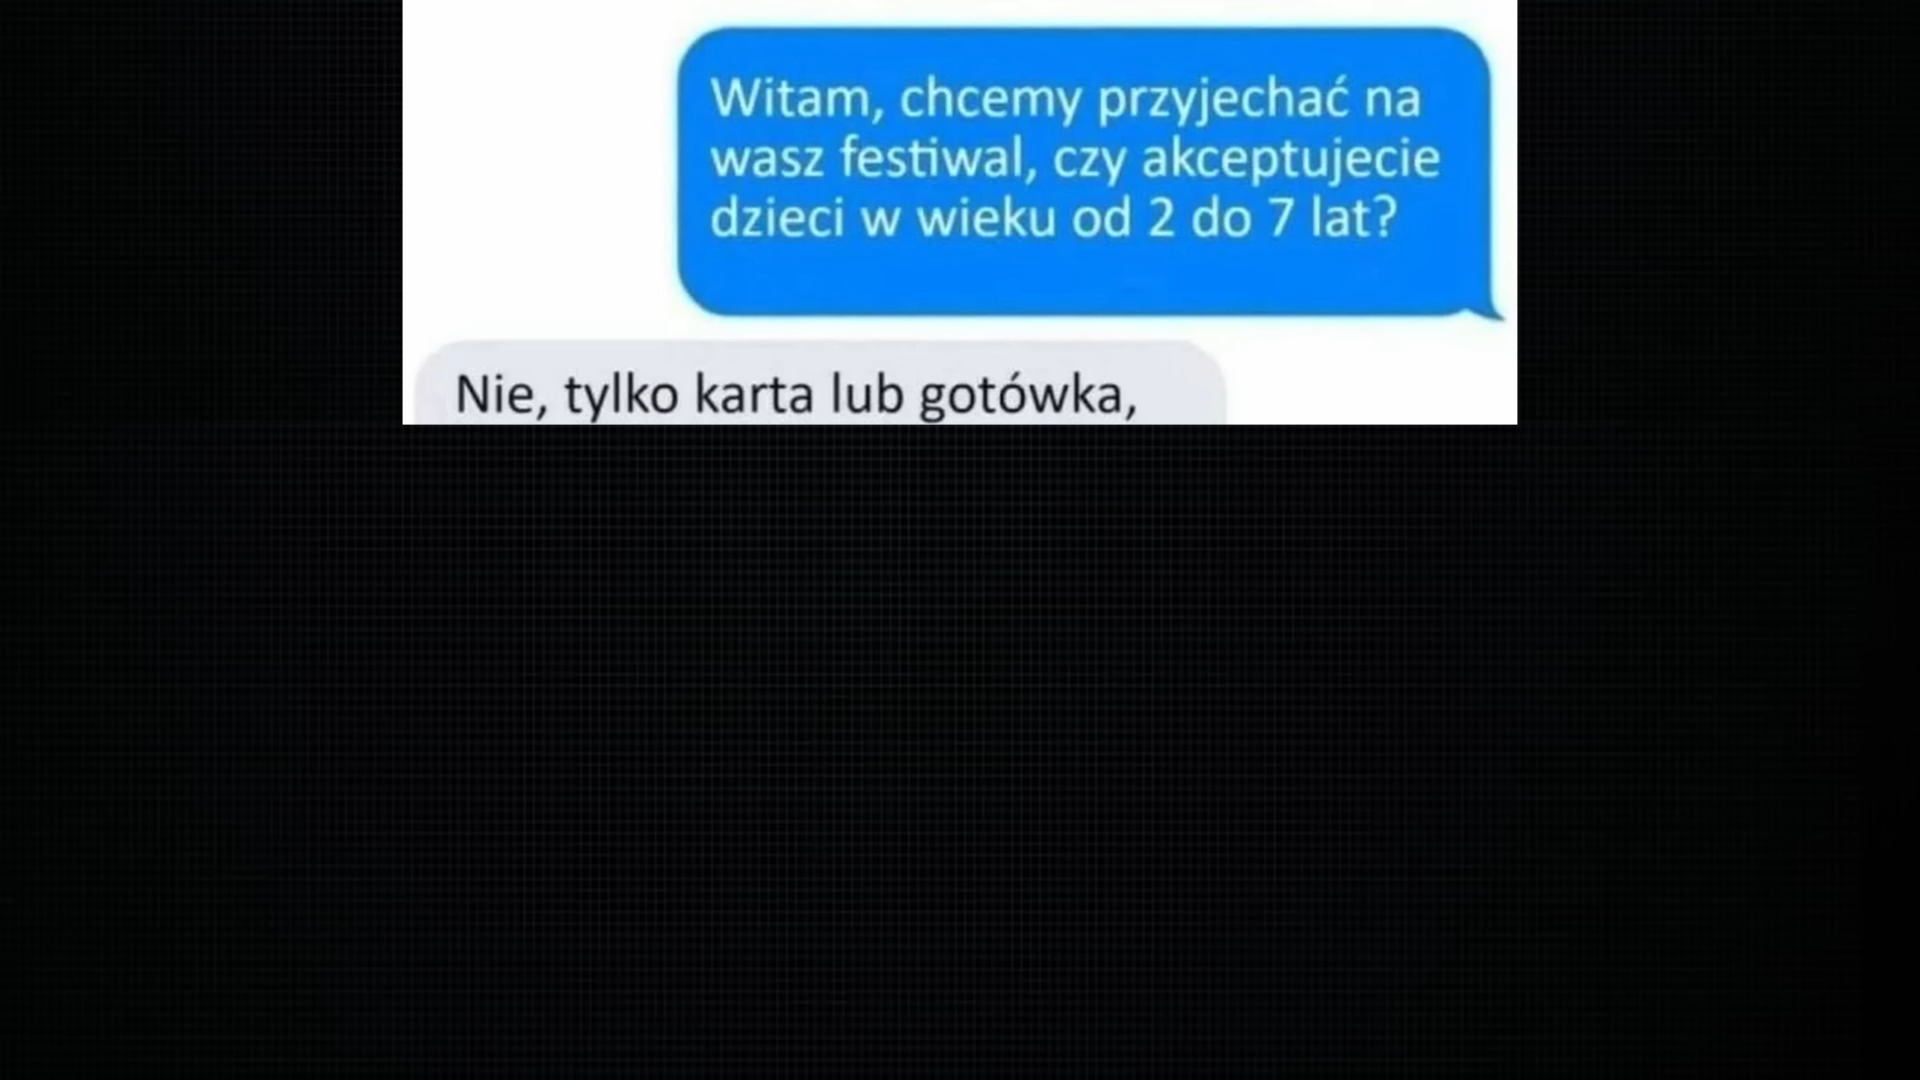 Witam, chcemy przyjechać na
wasz festiwal, czy akceptujecie
dzieci w wieku od 2 do 7 lat?
Nie, tylko karta lub gotówka,